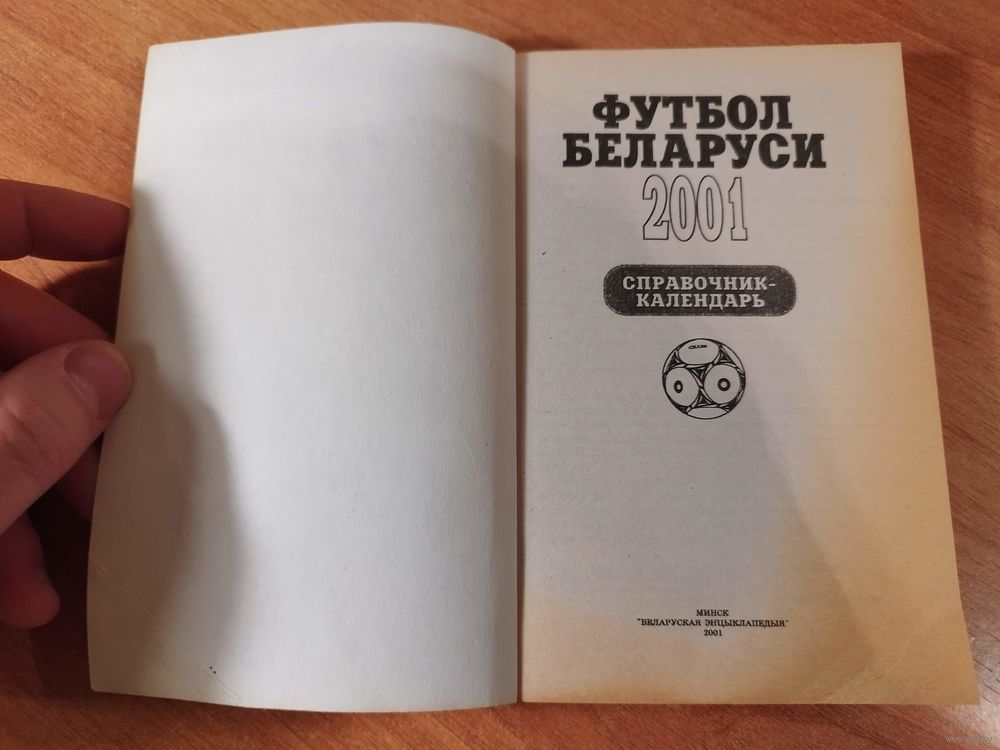 ФУТБОЛ
БЕЛАРУСИ
2001
СПРАВОЧНИК-
КАЛЕНДАРЬ
МИНСК
"БЕЛАРУСКАЯ ЭНЦЫКЛАПЕДЫЯ"
2001